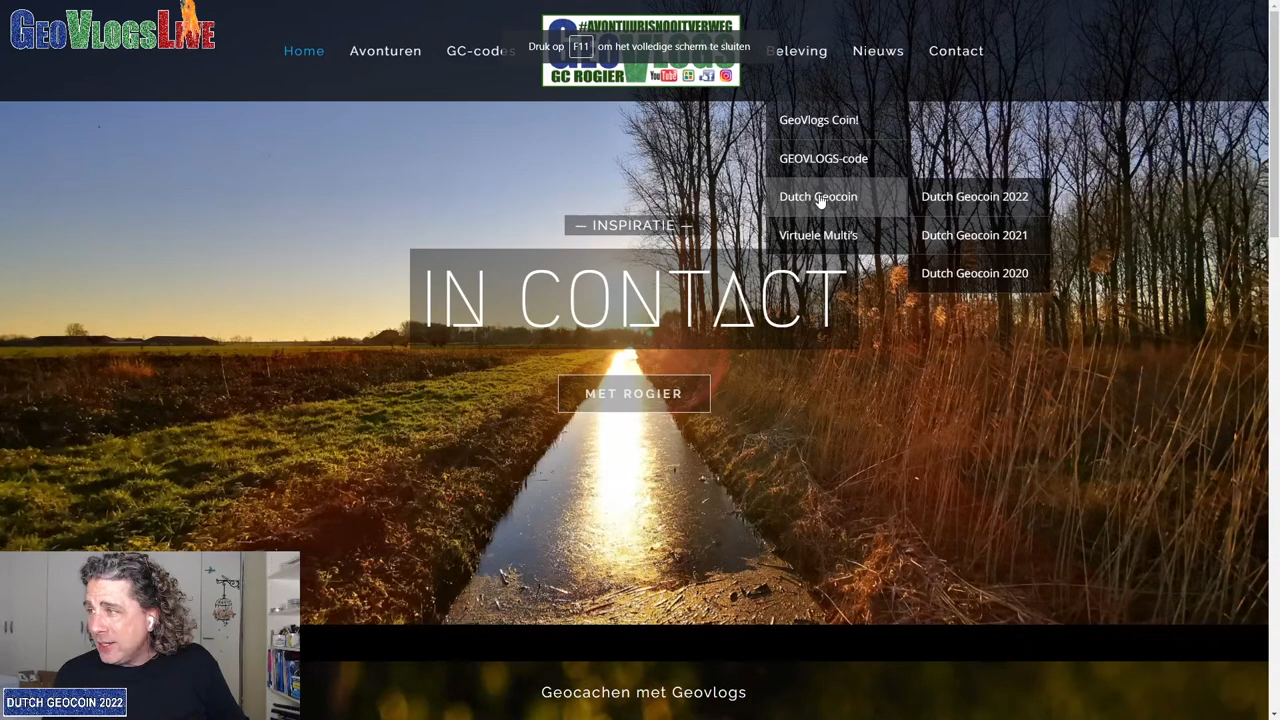 GeoVlogsLive
#AVONTUURISNOOITVERWEG
Home
Avonturen
GC-codes
Druk op F11 om het volledige scherm te sluiten
Beleving
Nieuws
Contact
GC ROGIER
YouTube
GeoVlogs Coin!
GEOVLOGS-code
Dutch Geocoin
Dutch Geocoin 2022
Virtuele Multi's
Dutch Geocoin 2021
Dutch Geocoin 2020
— INSPIRATIE —
IN CONTACT
MET ROGIER
Geocachen met Geovlogs
DUTCH GEOCOIN 2022